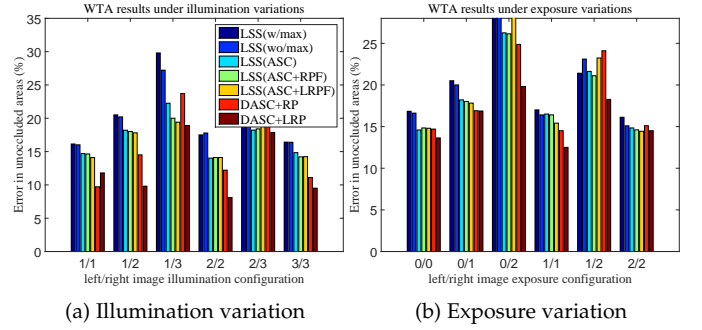 WTA results under illumination variations
Error in unoccluded areas (%)
35
30
25
20
15
10
5
0
LSS(w/max)
LSS(wo/max)
LSS(ASC)
LSS(ASC+RPF)
LSS(ASC+LRPF)
DASC+RP
DASC+LRP
1/1 1/2 1/3 2/2 2/3 3/3
left/right image illumination configuration
(a) Illumination variation
WTA results under exposure variations
Error in unoccluded areas (%)
25
20
15
10
5
0
0/0 0/1 0/2 1/1 1/2 2/2
left/right image exposure configuration
(b) Exposure variation